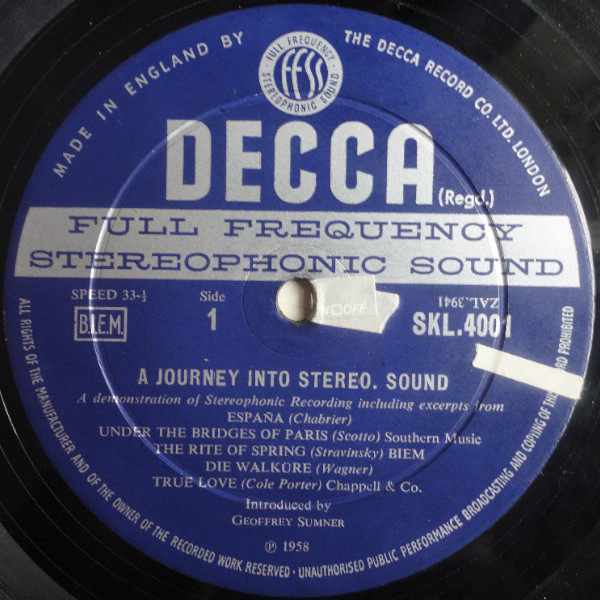 MADE IN ENGLAND BY
THE DECCA RECORD CO. LTD. LONDON
· FULL FREQUENCY ·
STEREOPHONIC SOUND
FFSS
DECCA (Regd.)
FULL FREQUENCY
STEREOPHONIC SOUND
SPEED 33-⅓
Side
ZAL.3941
B.I.E.M.
1
OFF
SKL.4001
A JOURNEY INTO STEREO. SOUND
A demonstration of Stereophonic Recording including excerpts from
ESPAÑA (Chabrier)
UNDER THE BRIDGES OF PARIS (Scotto) Southern Music
THE RITE OF SPRING (Stravinsky) BIEM
DIE WALKÜRE (Wagner)
TRUE LOVE (Cole Porter) Chappell & Co.
Introduced by
GEOFFREY SUMNER
℗ 1958
ALL RIGHTS OF THE MANUFACTURER AND OF THE OWNER OF THE RECORDED WORK RESERVED · UNAUTHORISED PUBLIC PERFORMANCE BROADCASTING AND COPYING OF PROHIBITED